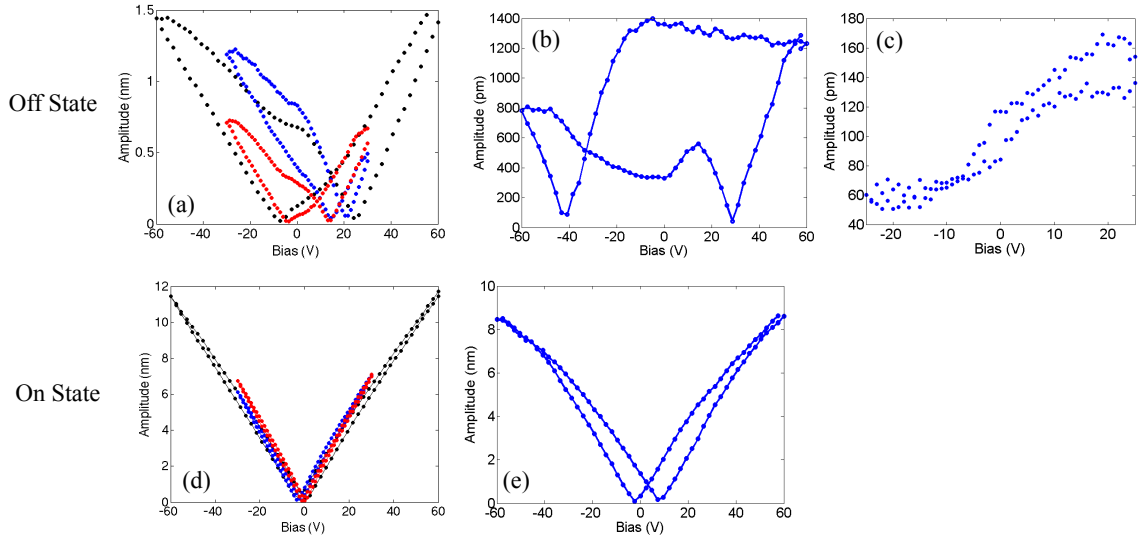 Off State
(a)
Amplitude (nm)
Bias (V)
1.5
1
0.5
0
-60 -40 -20 0 20 40 60
(b)
Amplitude (pm)
Bias (V)
1400
1200
1000
800
600
400
200
0
-60 -40 -20 0 20 40 60
(c)
Amplitude (pm)
Bias (V)
180
160
140
120
100
80
60
40
-20 -10 0 10 20
On State
(d)
Amplitude (nm)
Bias (V)
12
10
8
6
4
2
0
-60 -40 -20 0 20 40 60
(e)
Amplitude (nm)
Bias (V)
10
8
6
4
2
0
-60 -40 -20 0 20 40 60